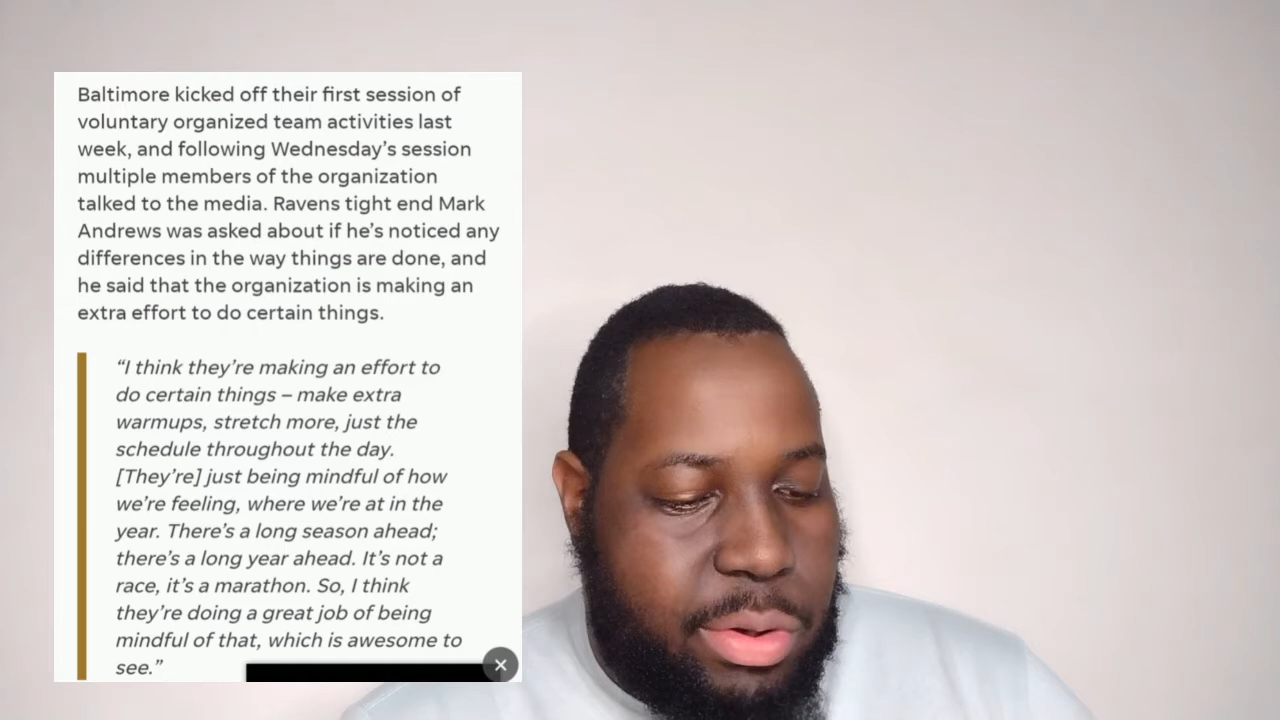 Baltimore kicked off their first session of
voluntary organized team activities last
week, and following Wednesday’s session
multiple members of the organization
talked to the media. Ravens tight end Mark
Andrews was asked about if he’s noticed any
differences in the way things are done, and
he said that the organization is making an
extra effort to do certain things.
“I think they’re making an effort to
do certain things – make extra
warmups, stretch more, just the
schedule throughout the day.
[They’re] just being mindful of how
we’re feeling, where we’re at in the
year. There’s a long season ahead;
there’s a long year ahead. It’s not a
race, it’s a marathon. So, I think
they’re doing a great job of being
mindful of that, which is awesome to
see.”